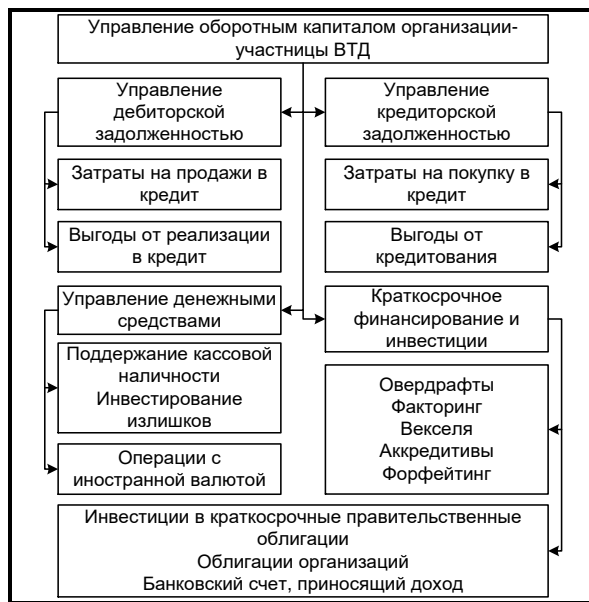 Управление оборотным капиталом организации-
участницы ВТД
Управление
дебиторской
задолженностью
Управление
кредиторской
задолженностью
Затраты на продажи в
кредит
Затраты на покупку в
кредит
Выгоды от реализации
в кредит
Выгоды от
кредитования
Управление денежными
средствами
Краткосрочное
финансирование и
инвестиции
Поддержание кассовой
наличности
Инвестирование
излишков
Овердрафты
Факторинг
Векселя
Аккредитивы
Форфейтинг
Операции с
иностранной валютой
Инвестиции в краткосрочные правительственные
облигации
Облигации организаций
Банковский счет, приносящий доход